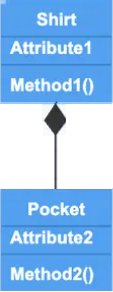 Shirt
Attribute1
Method1()
Pocket
Attribute2
Method2()